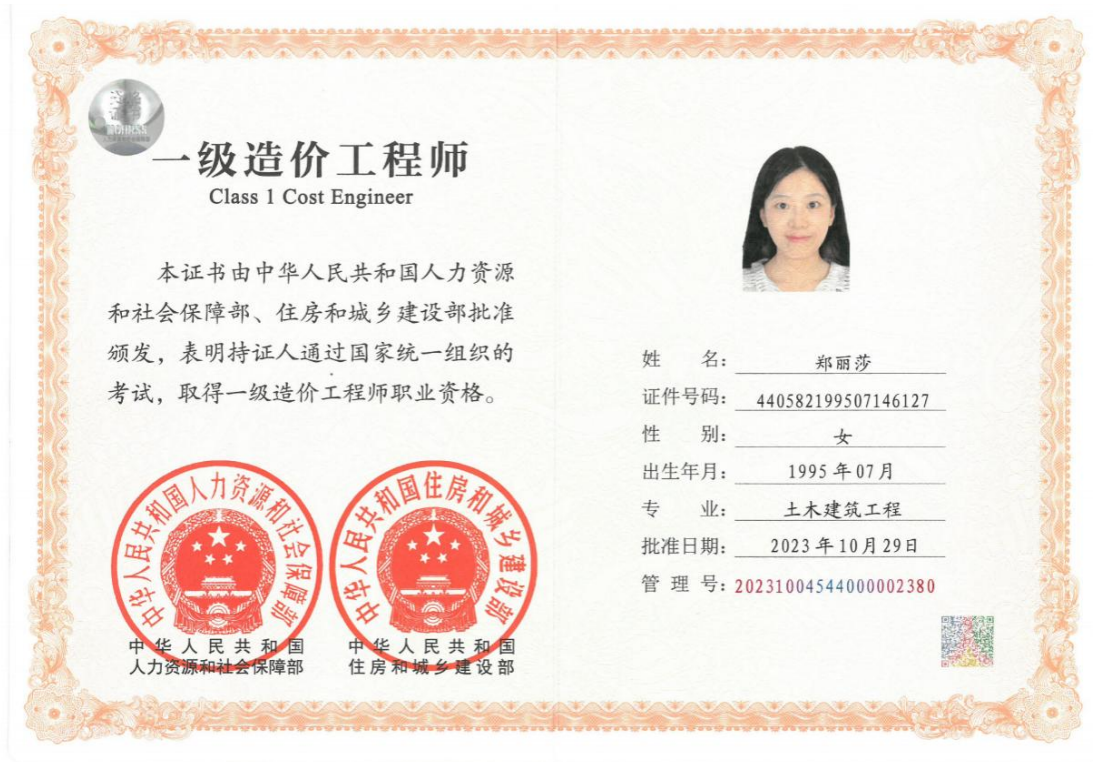 一级造价工程师
Class 1 Cost Engineer
本证书由中华人民共和国人力资源
和社会保障部、住房和城乡建设部批准
颁发，表明持证人通过国家统一组织的
考试，取得一级造价工程师职业资格。
中华人民共和国人力资源和社会保障部
中华人民共和国
人力资源和社会保障部
中华人民共和国住房和城乡建设部
中华人民共和国
住房和城乡建设部
姓 名：郑丽莎
证件号码：440582199507146127
性 别：女
出生年月：1995年07月
专 业：土木建筑工程
批准日期：2023年10月29日
管 理 号：20231004544000002380